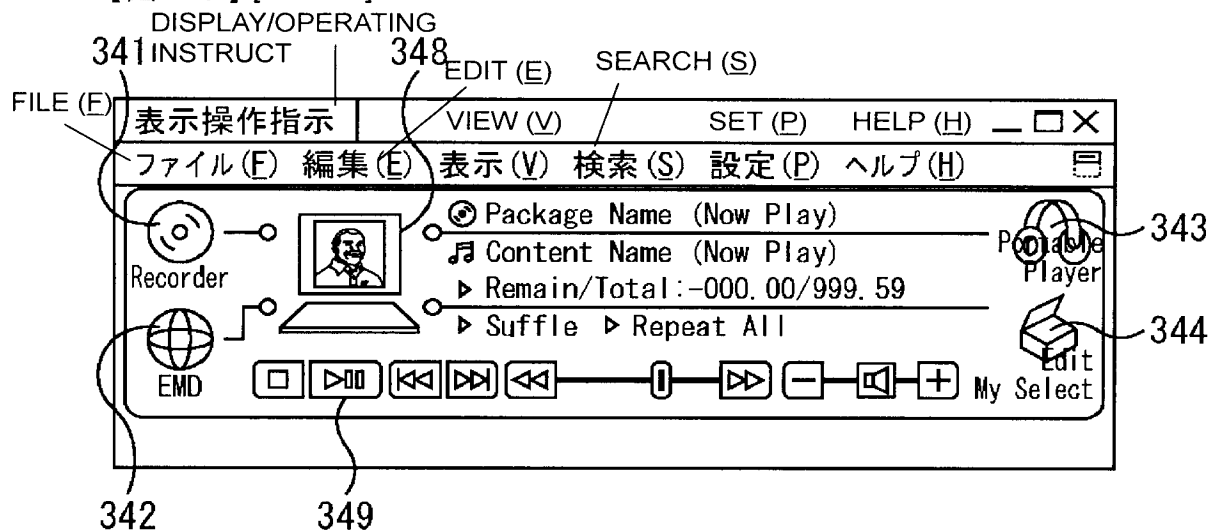 DISPLAY/OPERATING
INSTRUCT
341
348
EDIT (E)
SEARCH (S)
FILE (F)
表示操作指示
VIEW (V)
SET (P)
HELP (H)
ファイル(F) 編集(E) 表示(V) 検索(S) 設定(P) ヘルプ(H)
Package Name (Now Play)
Content Name (Now Play)
Remain/Total:-000.00/999.59
Suffle
Repeat All
Recorder
EMD
Portable
Player
343
Edit
My Select
344
342
349